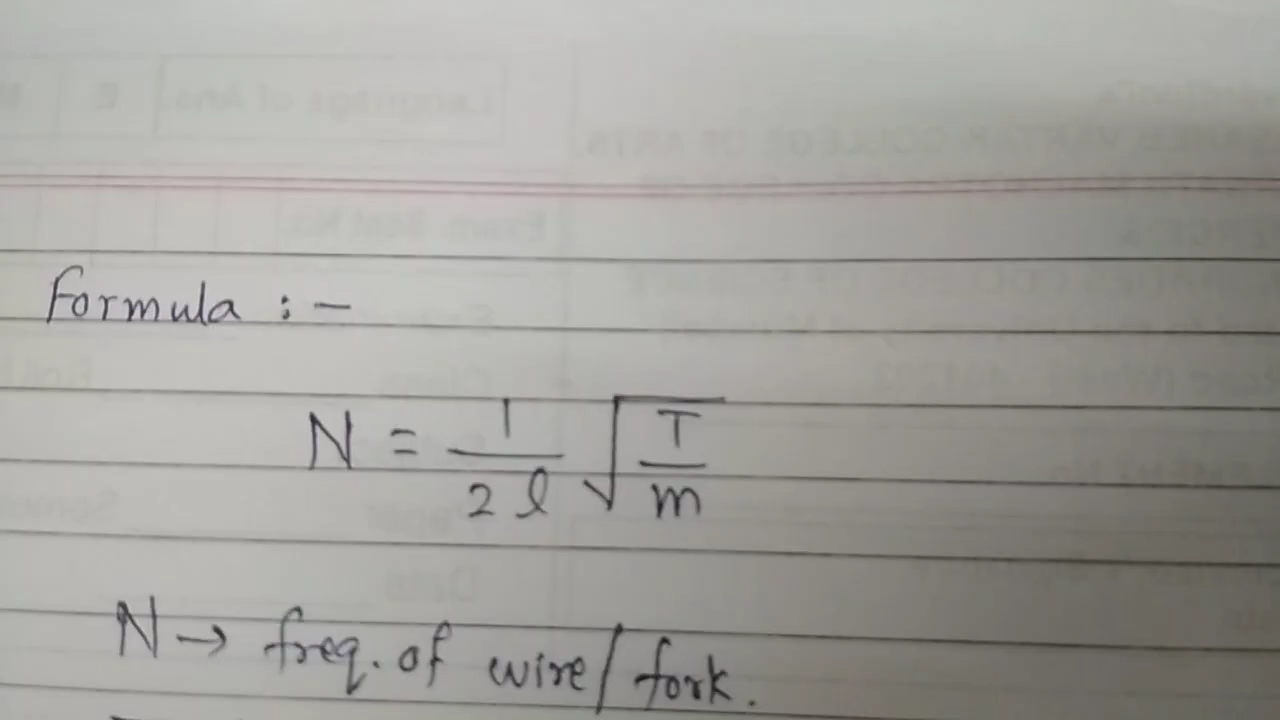 Formula :-
N = 1/2l √T/m
N → freq. of wire/fork.